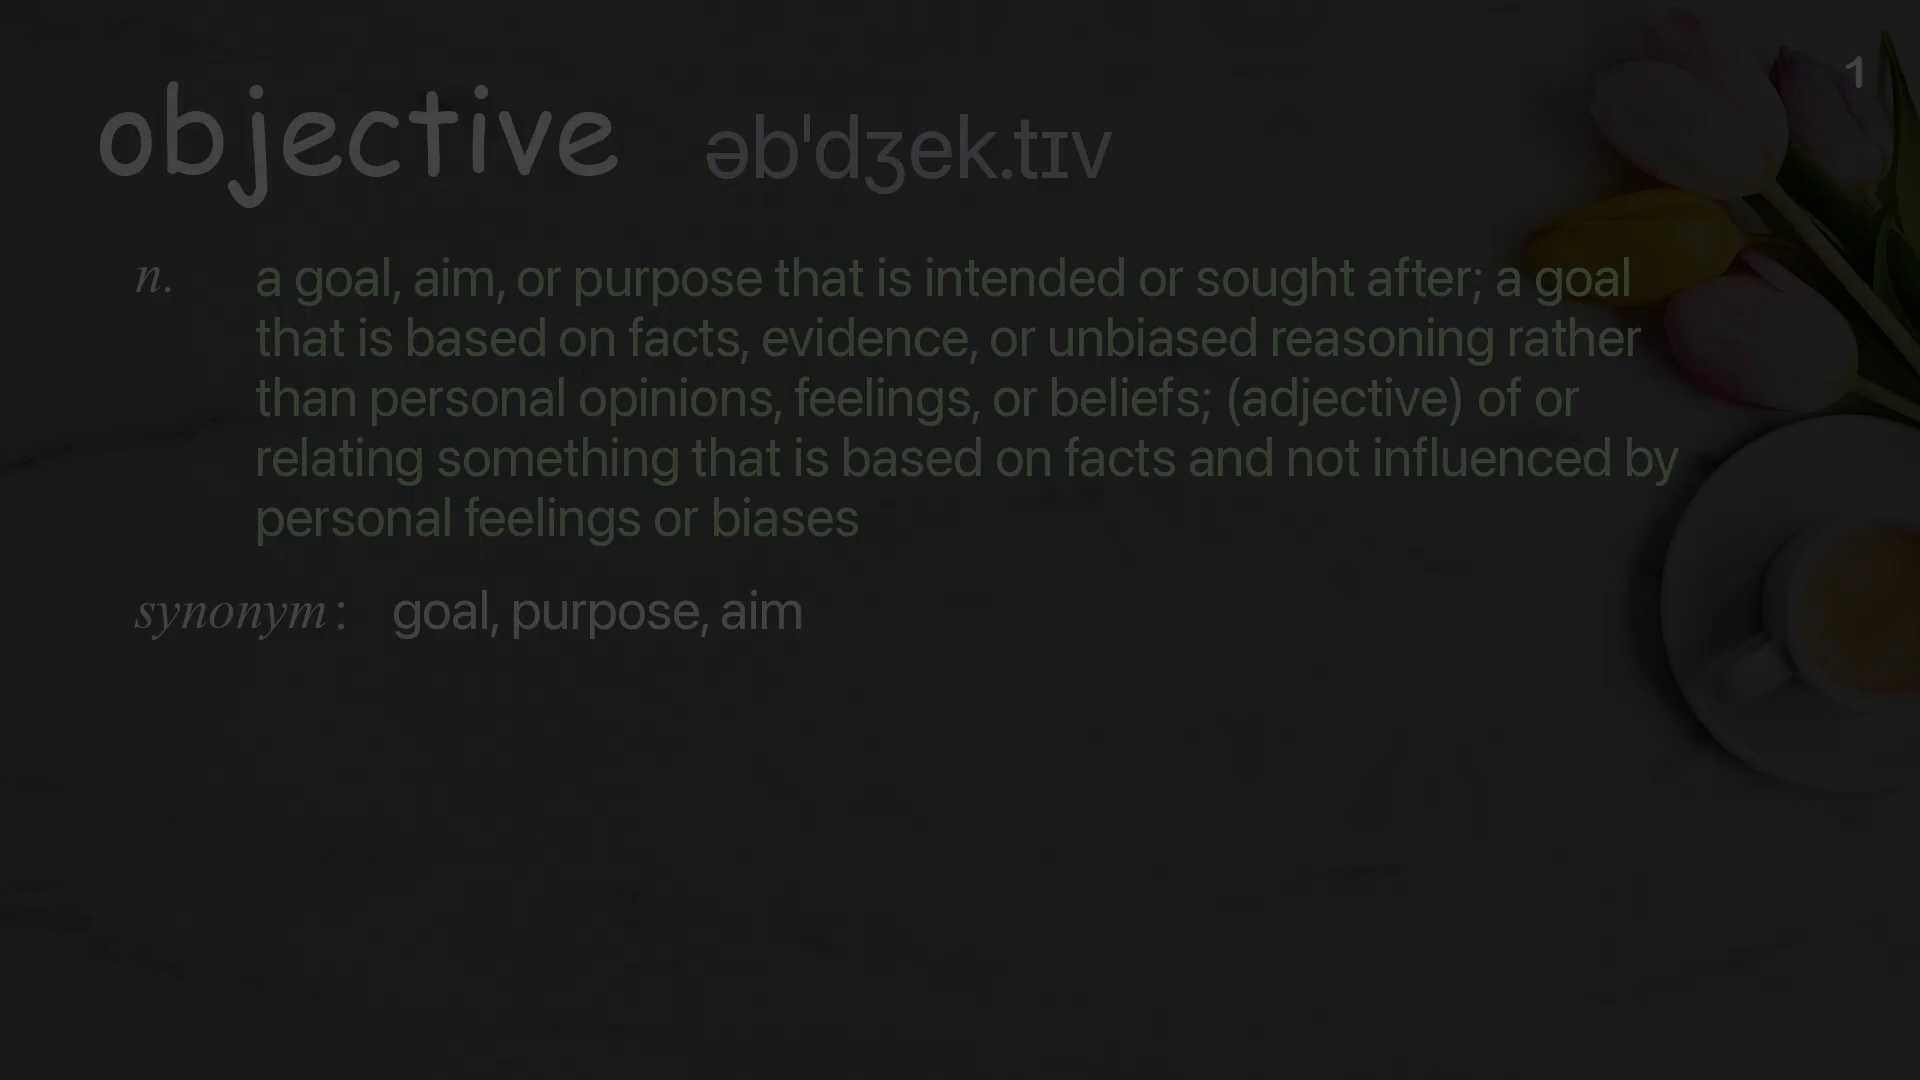 1
objective əb'dʒek.tɪv
n. a goal, aim, or purpose that is intended or sought after; a goal
that is based on facts, evidence, or unbiased reasoning rather
than personal opinions, feelings, or beliefs; (adjective) of or
relating something that is based on facts and not influenced by
personal feelings or biases
synonym: goal, purpose, aim